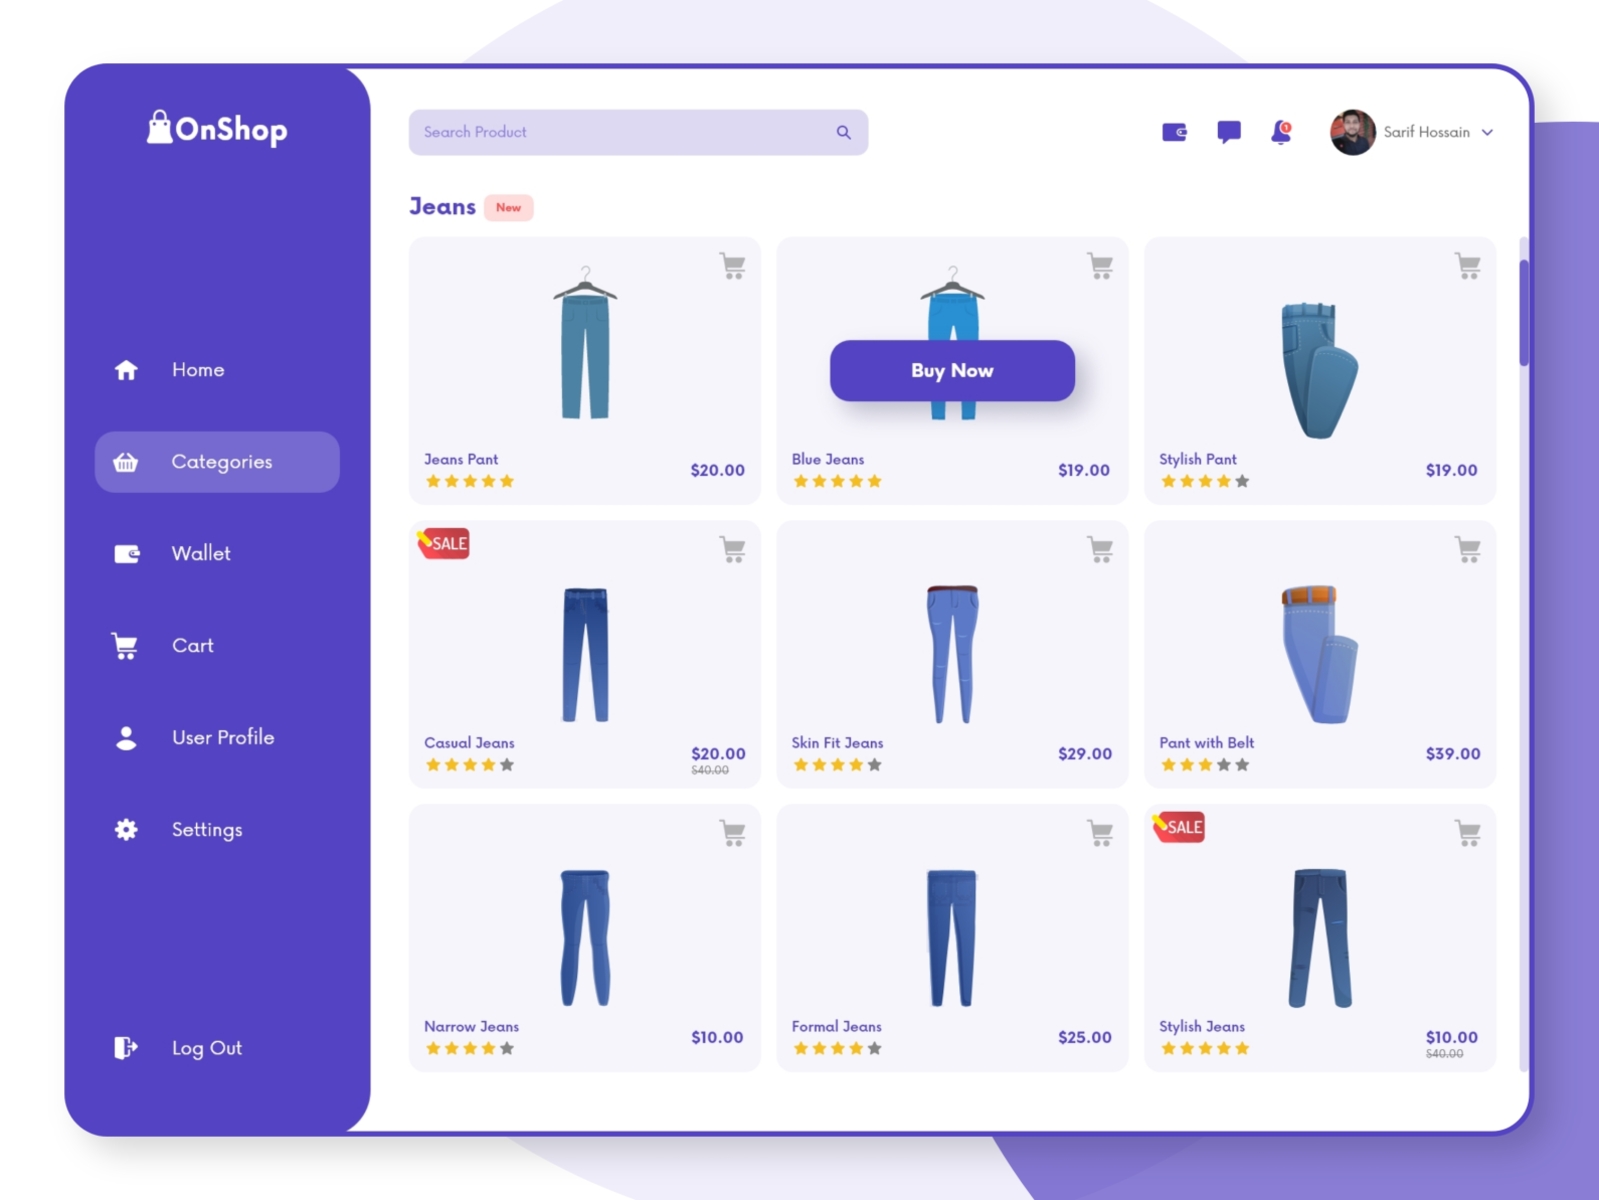 OnShop
Search Product
1
Sarif Hossain
Jeans New
Home
Categories
Wallet
Cart
User Profile
Settings
Log Out
Jeans Pant
$20.00
Buy Now
Blue Jeans
$19.00
Stylish Pant
$19.00
SALE
Casual Jeans
$20.00
$40.00
Skin Fit Jeans
$29.00
Pant with Belt
$39.00
Narrow Jeans
$10.00
Formal Jeans
$25.00
SALE
Stylish Jeans
$10.00
$40.00